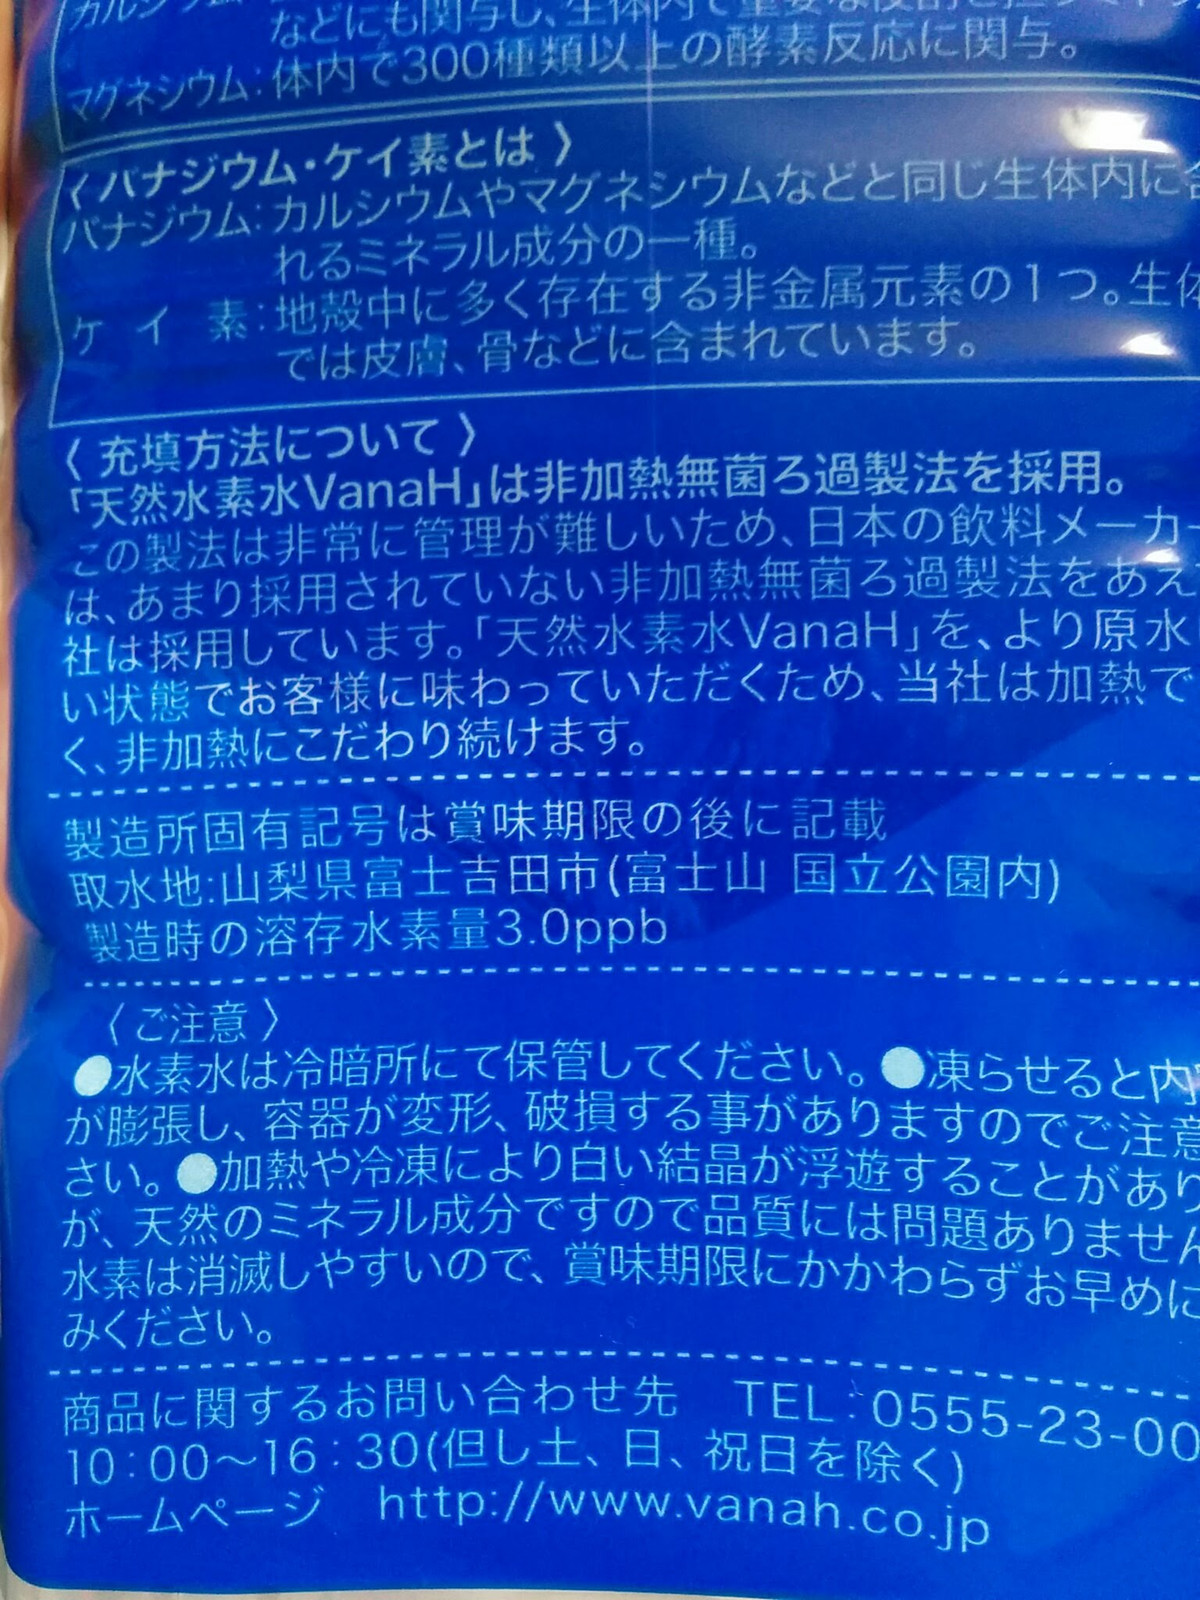 カルシウム:
などにも関与し、生体内で重要な役割を担う
マグネシウム:体内で300種類以上の酵素反応に関与。
〈バナジウム・ケイ素とは〉
バナジウム:カルシウムやマグネシウムなどと同じ生体内に含
れるミネラル成分の一種。
ケイ素:地殻中に多く存在する非金属元素の1つ。生体
では皮膚、骨などに含まれています。
〈充填方法について〉
「天然水素水VanaH」は非加熱無菌ろ過製法を採用。
この製法は非常に管理が難しいため、日本の飲料メーカー
は、あまり採用されていない非加熱無菌ろ過製法をあえ
社は採用しています。「天然水素水VanaH」を、より原水
い状態でお客様に味わっていただくため、当社は加熱で
く、非加熱にこだわり続けます。
製造所固有記号は賞味期限の後に記載
取水地:山梨県富士吉田市(富士山 国立公園内)
製造時の溶存水素量3.0ppb
〈ご注意〉
●水素水は冷暗所にて保管してください。●凍らせると内
が膨張し、容器が変形、破損する事がありますのでご注意
さい。●加熱や冷凍により白い結晶が浮遊することがあり
が、天然のミネラル成分ですので品質には問題ありません
水素は消滅しやすいので、賞味期限にかかわらずお早めに
みください。
商品に関するお問い合わせ先 TEL:0555-23-00
10:00〜16:30(但し土、日、祝日を除く)
ホームページ http://www.vanah.co.jp